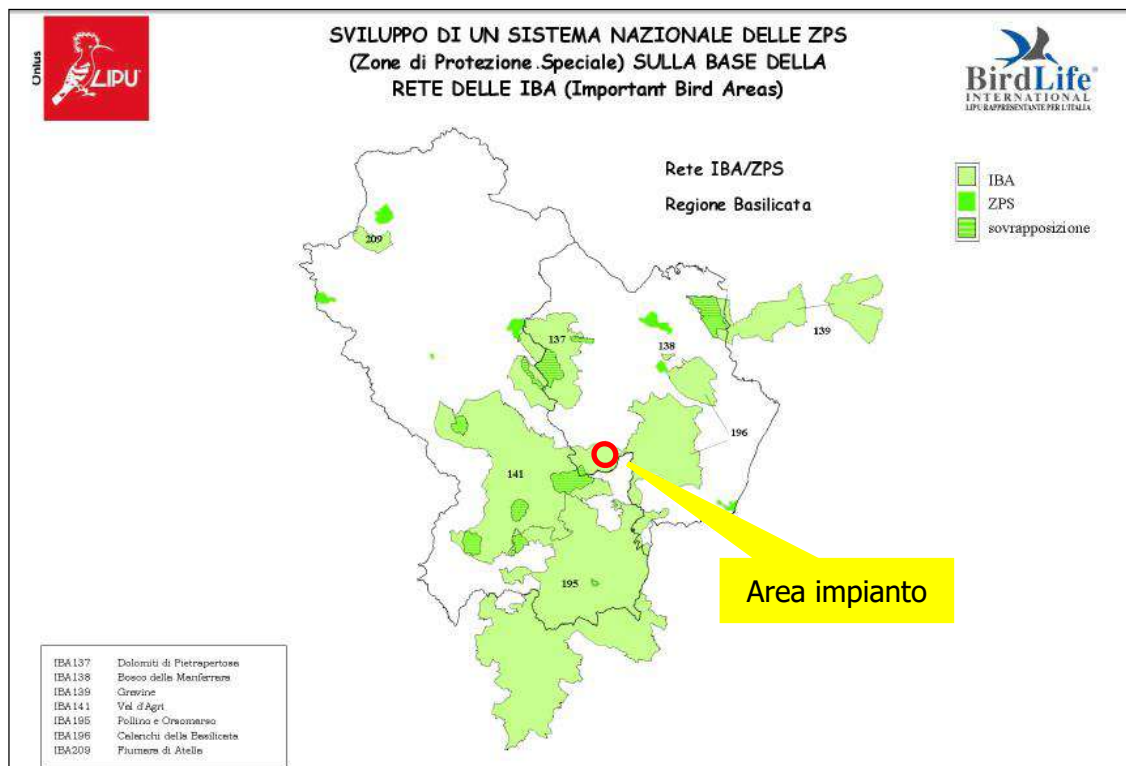 Onlus
LIPU
SVILUPPO DI UN SISTEMA NAZIONALE DELLE ZPS
(Zone di Protezione.Speciale) SULLA BASE DELLA
RETE DELLE IBA (Important Bird Areas)
BirdLife®
INTERNATIONAL
LIPU RAPPRESENTANTE PER L'ITALIA
Rete IBA/ZPS
Regione Basilicata
IBA
ZPS
sovrapposizione
209
137
138
139
196
141
195
Area impianto
IBA137 Dolomiti di Pietrapertosa
IBA138 Bosco della Manferrara
IBA139 Gravine
IBA141 Val d'Agri
IBA195 Pollino e Orsomarso
IBA196 Calanchi della Basilicata
IBA209 Fiumara di Atella